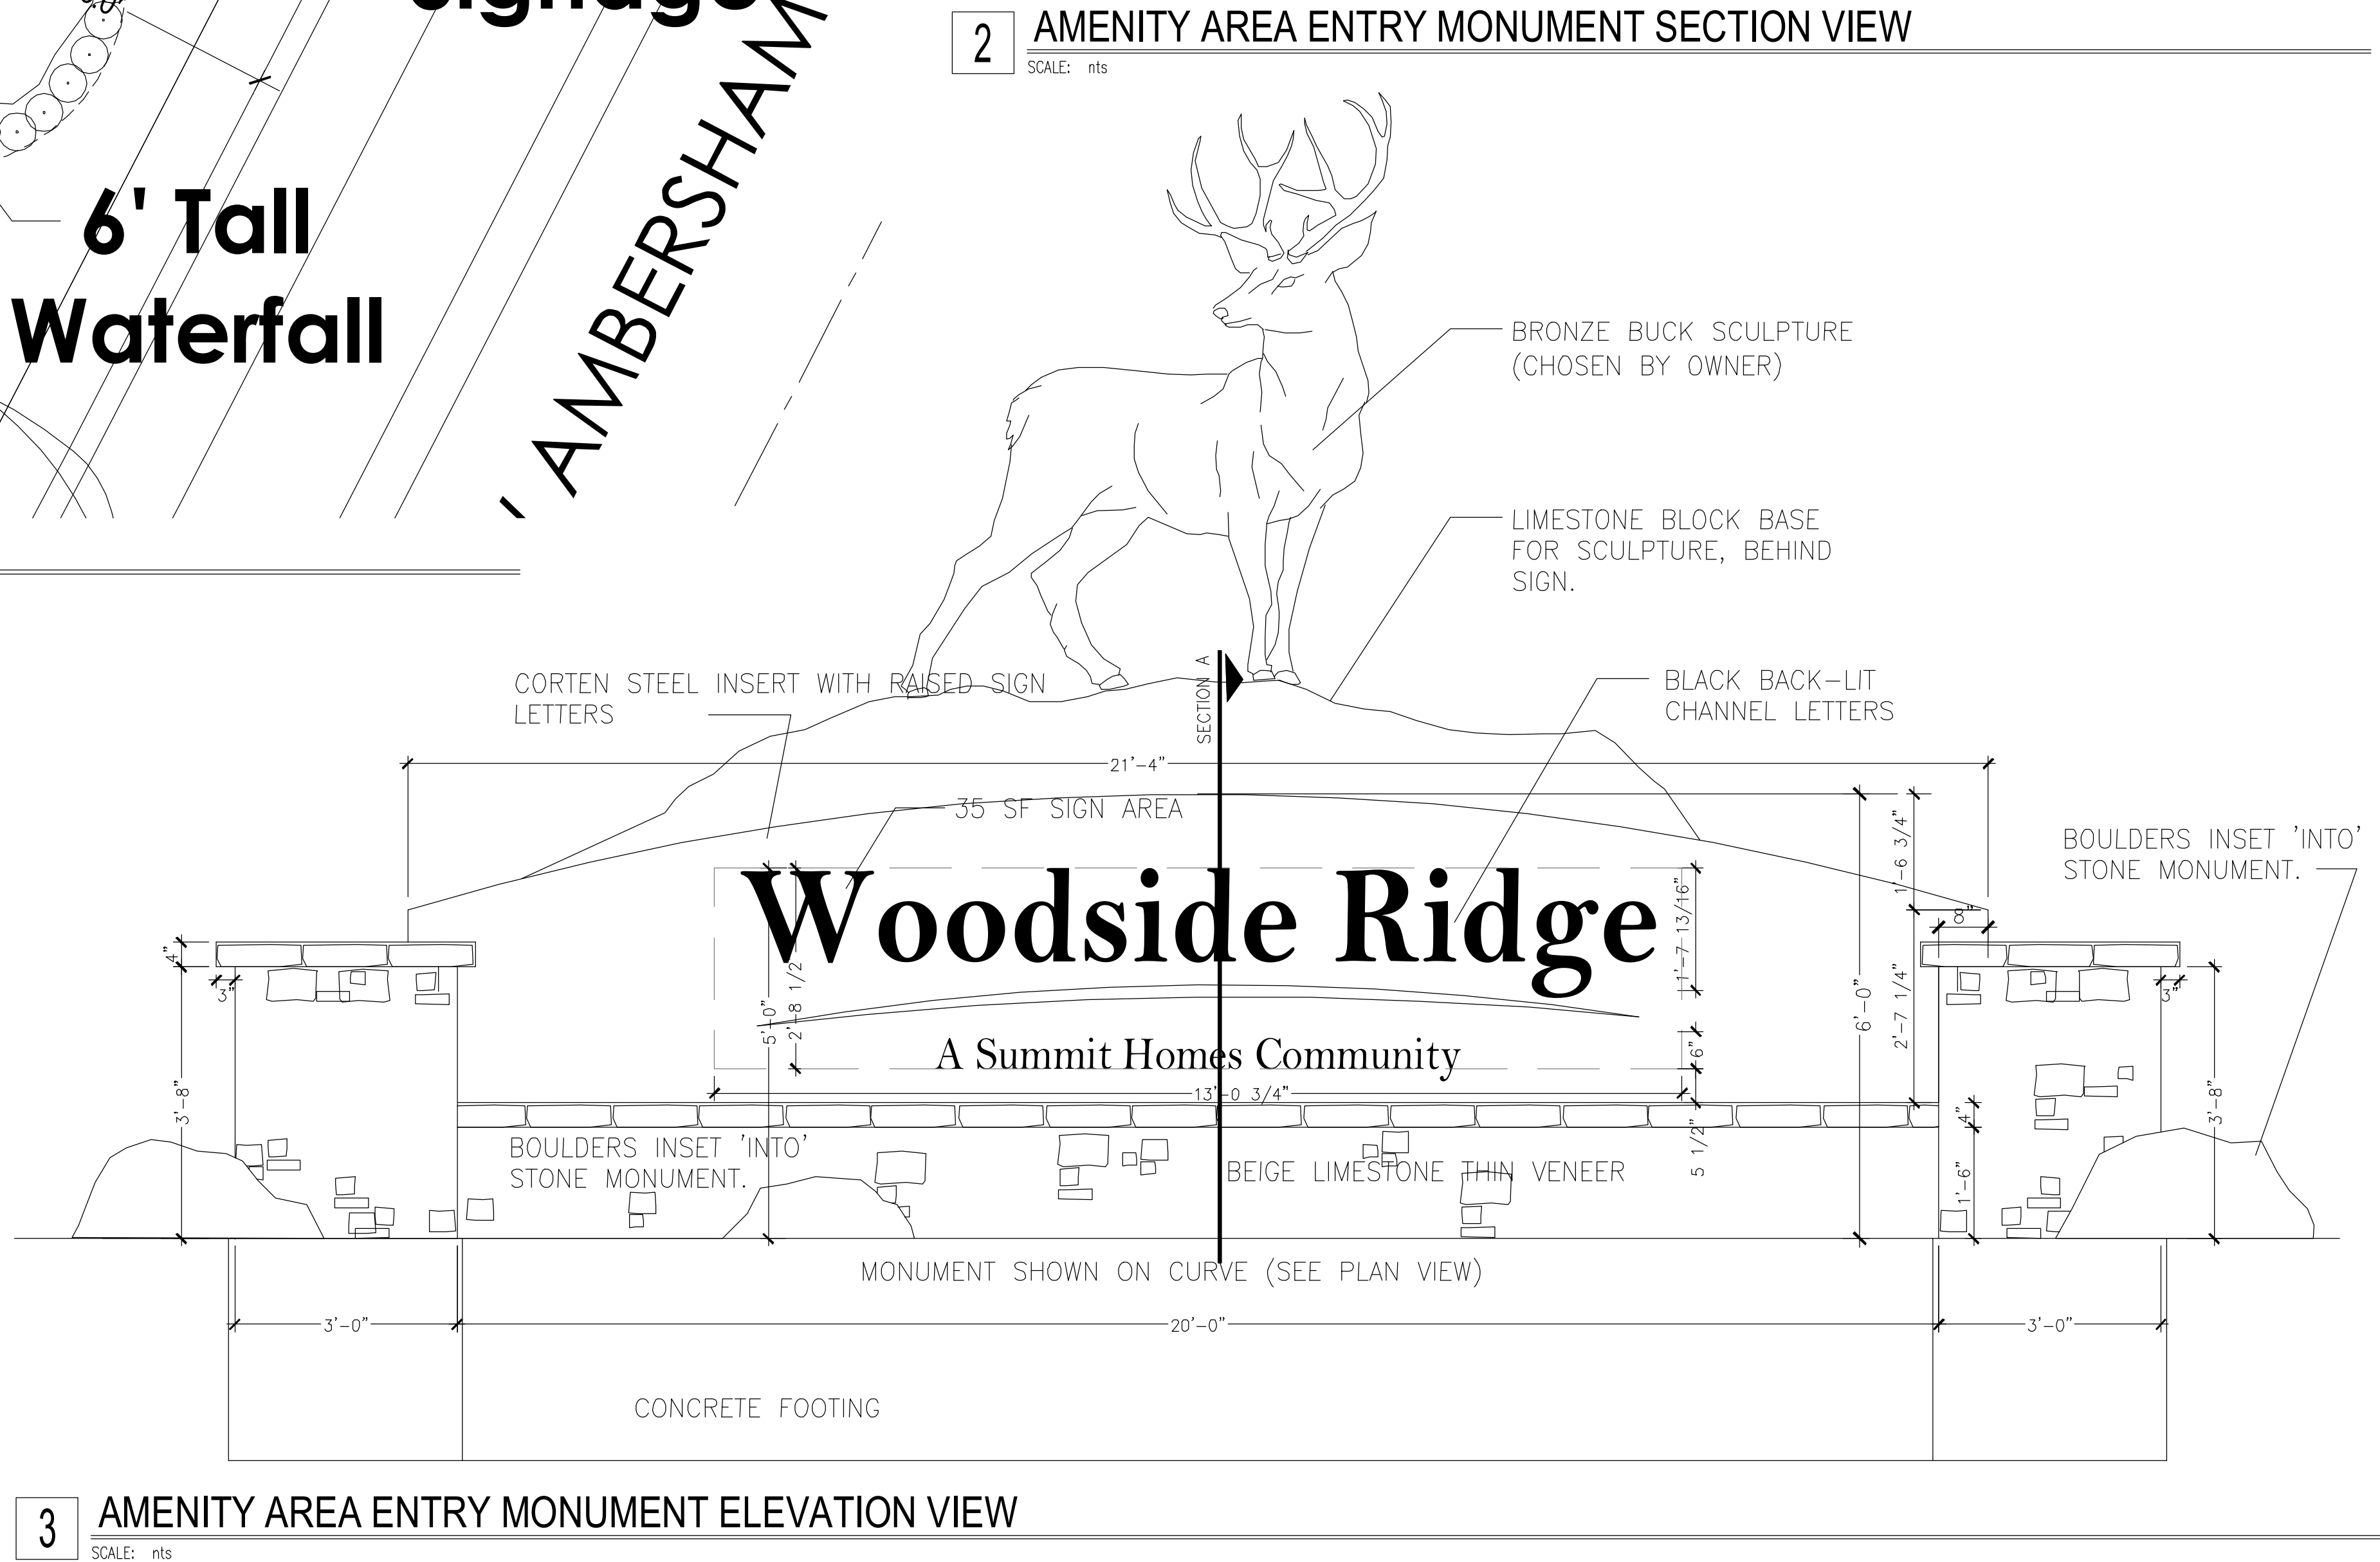 2
AMENITY AREA ENTRY MONUMENT SECTION VIEW
SCALE: nts
6' Tall
Waterfall
AMBERSHAM
BRONZE BUCK SCULPTURE
(CHOSEN BY OWNER)
LIMESTONE BLOCK BASE
FOR SCULPTURE, BEHIND
SIGN.
CORTEN STEEL INSERT WITH RAISED SIGN
LETTERS
SECTION A
BLACK BACK-LIT
CHANNEL LETTERS
21'-4"
35 SF SIGN AREA
1'-6 3/4"
BOULDERS INSET 'INTO'
STONE MONUMENT.
8"
Woodside Ridge
1'-7 13/16"
4"
3"
5'-0"
2'-8 1/2"
6'-0"
2'-7 1/4"
3"
A Summit Homes Community
6"
13'-0 3/4"
3'-8"
4"
3'-8"
BOULDERS INSET 'INTO'
STONE MONUMENT.
BEIGE LIMESTONE THIN VENEER
5 1/2"
1'-6"
MONUMENT SHOWN ON CURVE (SEE PLAN VIEW)
3'-0"
20'-0"
3'-0"
CONCRETE FOOTING
3
AMENITY AREA ENTRY MONUMENT ELEVATION VIEW
SCALE: nts